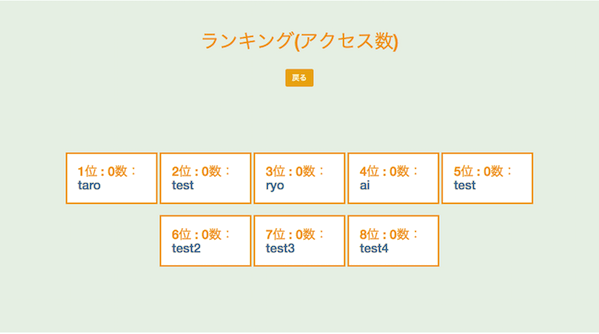 ランキング(アクセス数)
戻る
1位 : 0数：
taro
2位 : 0数：
test
3位 : 0数：
ryo
4位 : 0数：
ai
5位 : 0数：
test
6位 : 0数：
test2
7位 : 0数：
test3
8位 : 0数：
test4